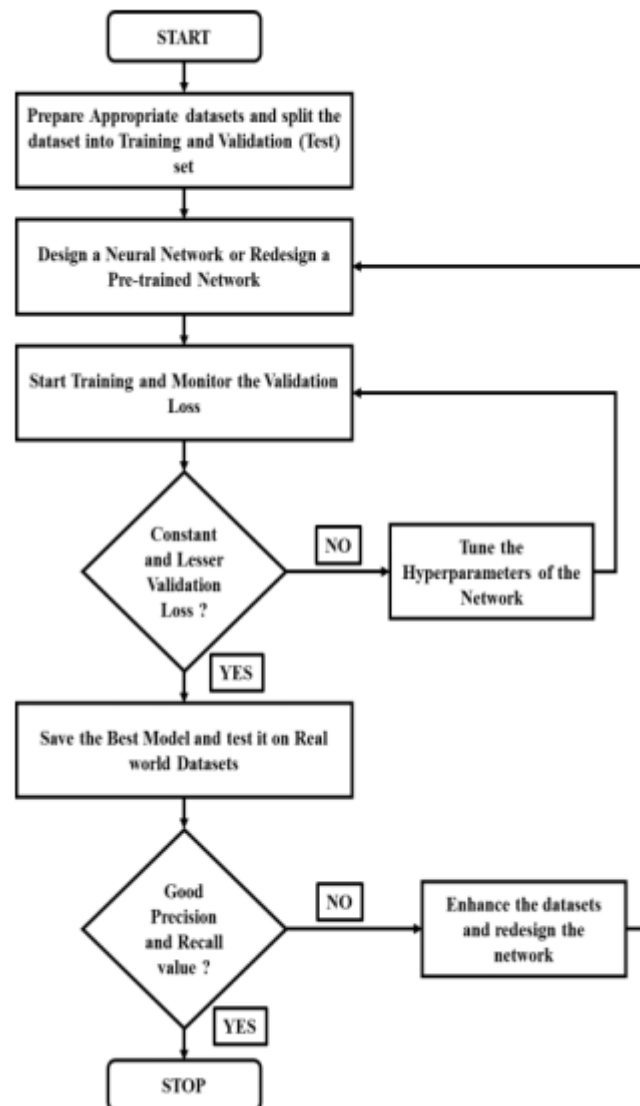 START
Prepare Appropriate datasets and split the
dataset into Training and Validation (Test)
set
Design a Neural Network or Redesign a
Pre-trained Network
Start Training and Monitor the Validation
Loss
Constant
and Lesser
Validation
Loss ?
NO
Tune the
Hyperparameters of the
Network
YES
Save the Best Model and test it on Real
world Datasets
Good
Precision
and Recall
value ?
NO
Enhance the datasets
and redesign the
network
YES
STOP